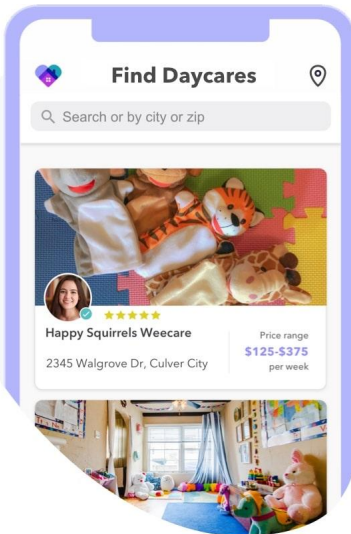 Find Daycares
Search or by city or zip
Happy Squirrels Weecare
2345 Walgrove Dr, Culver City
Price range
$125-$375
per week